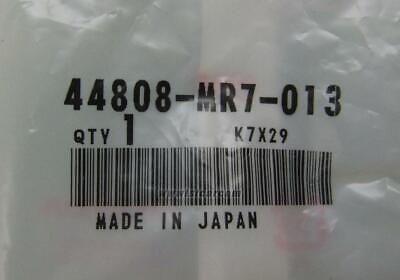 44808-MR7-013
QTY 1 K7X29
MADE IN JAPAN